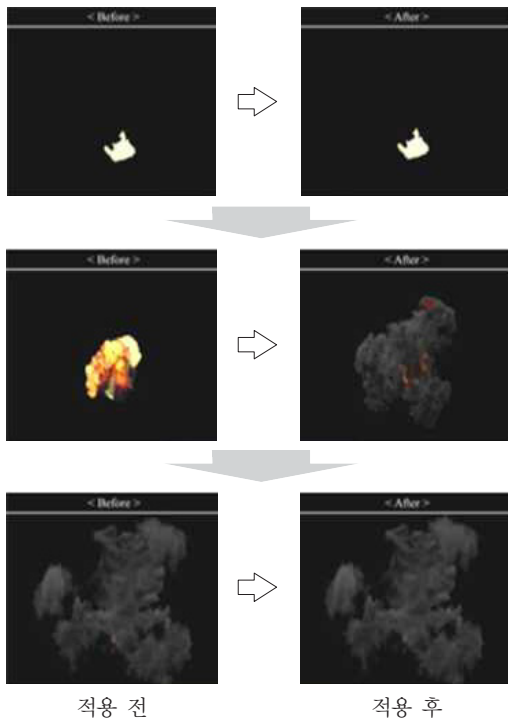 < Before >
< After >
< Before >
< After >
< Before >
< After >
적용 전
적용 후